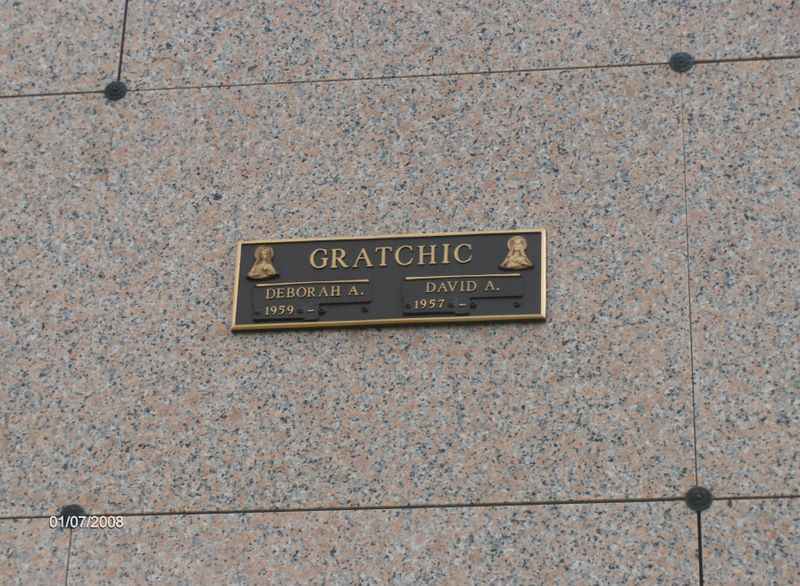 GRATCHIC
DEBORAH A.
1959 –
DAVID A.
1957 –
01/07/2008